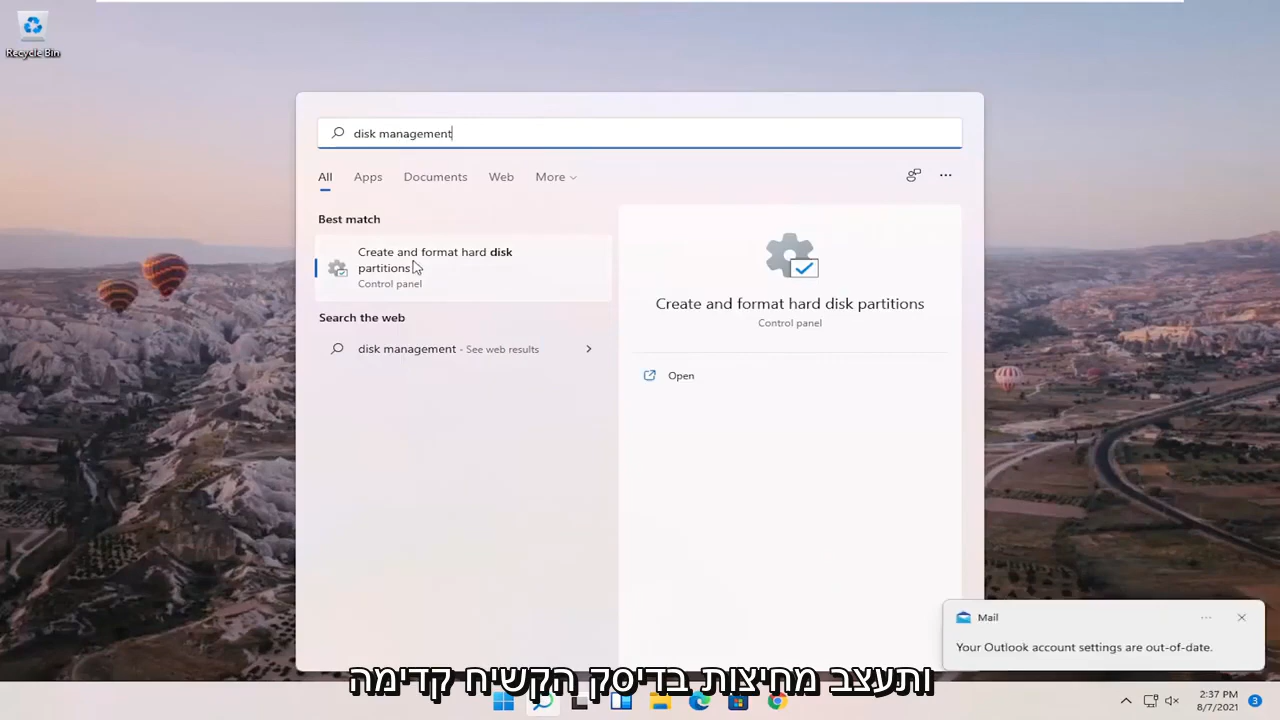 Recycle Bin
disk management
All Apps Documents Web More
Best match
Create and format hard disk
partitions
Control panel
Search the web
disk management - See web results
Create and format hard disk partitions
Control panel
Open
Mail
Your Outlook account settings are out-of-date.
ותעצב מחיצות בדיסק הקשיח קדימה
2:37 PM
8/7/2021
3